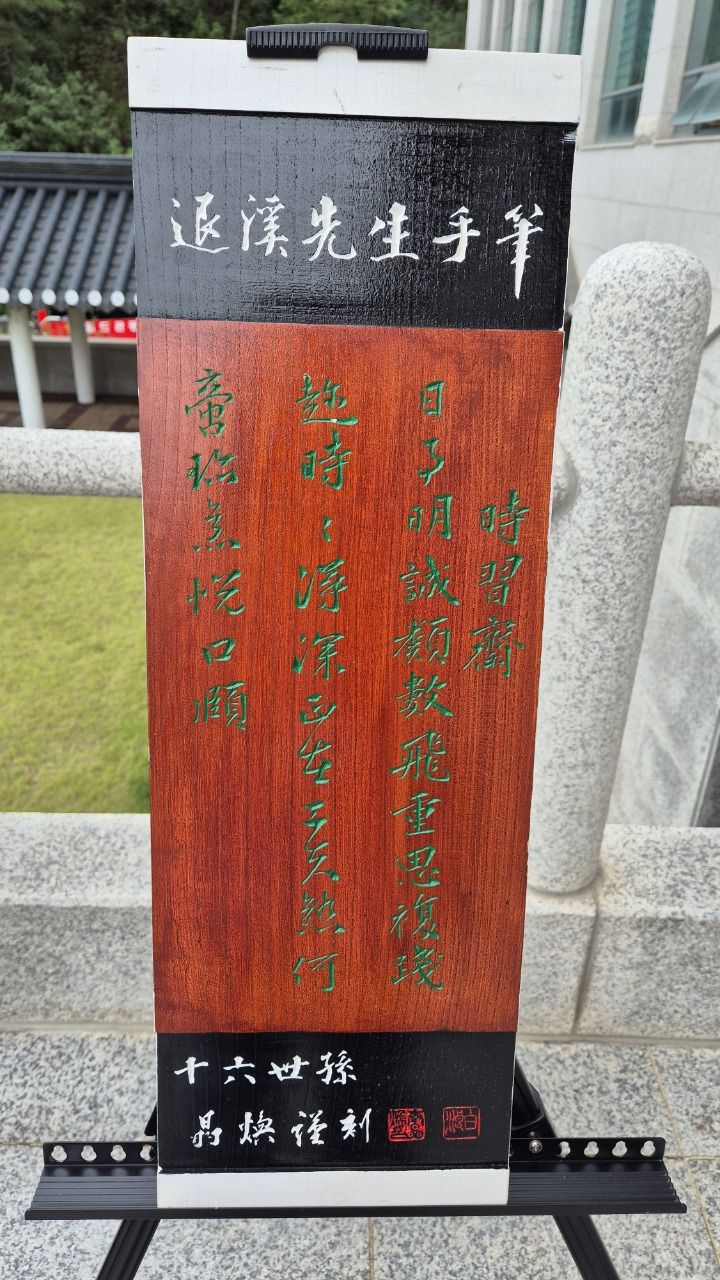 退溪先生手筆
時習齋
日事明誠類數飛重思複踐
趁時〻得深正在工夫熟何
啻珍烹悅口頤
十六世孫
晶煥謹刻